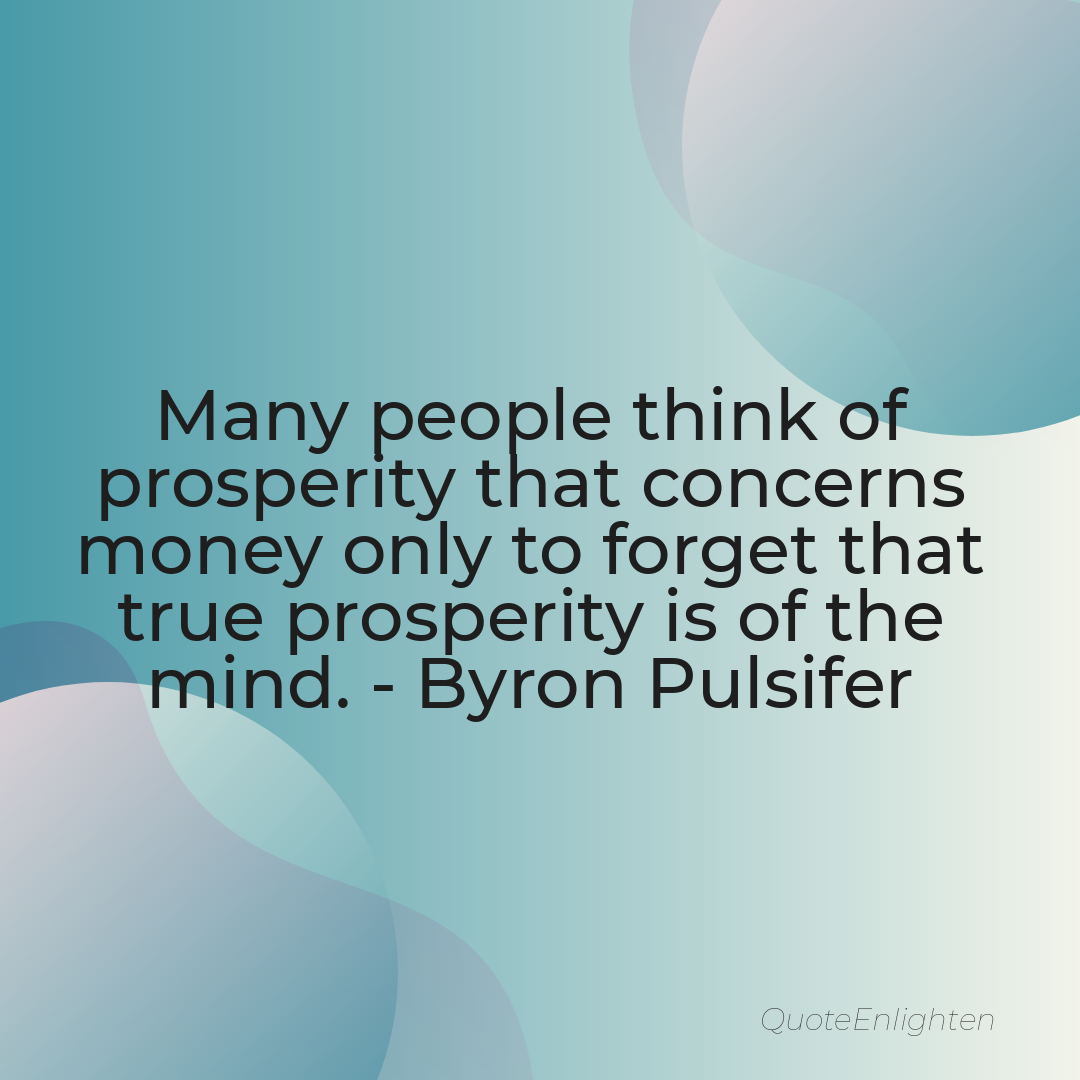 Many people think of
prosperity that concerns
money only to forget that
true prosperity is of the
mind. - Byron Pulsifer
QuoteEnlighten